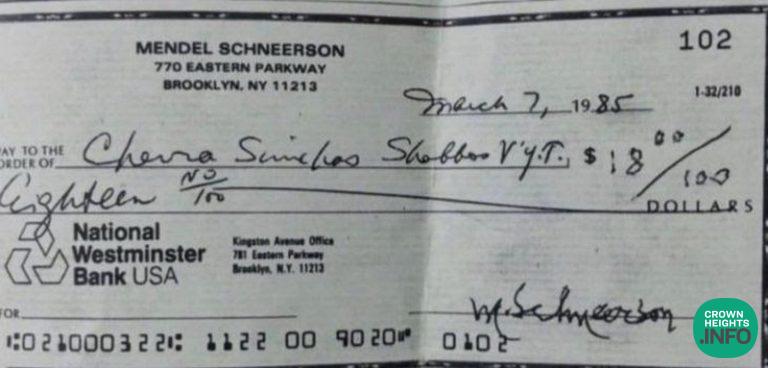 MENDEL SCHNEERSON 102
770 EASTERN PARKWAY
BROOKLYN, NY 11213
March 7, 1985 1-32/210
PAY TO THE
ORDER OF Chevra Simchas Shabbos V'Y.T. $ 18 00/100
Eighteen NO/100 DOLLARS
National
Westminster
Bank USA
Kingston Avenue Office
781 Eastern Parkway
Brooklyn, N.Y. 11213
FOR M. Schneerson
⑆021000322⑆ 1122 00 9020⑈ 0102
CROWN
HEIGHTS
.INFO